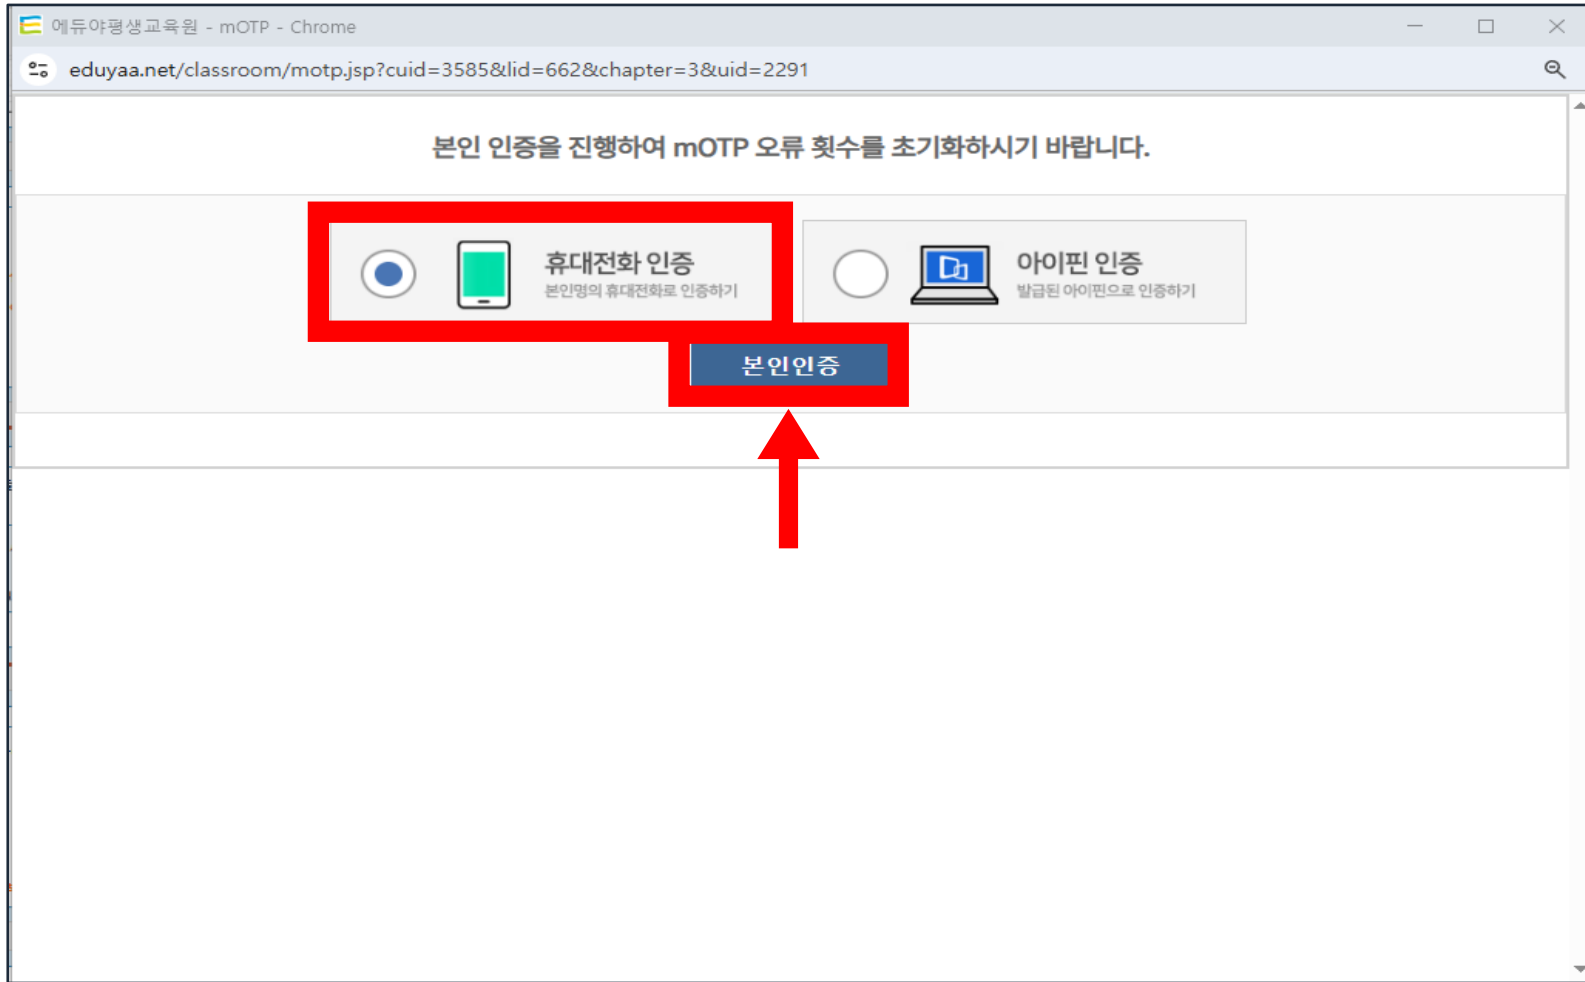 에듀야평생교육원 - mOTP - Chrome
eduyaa.net/classroom/motp.jsp?cuid=3585&lid=662&chapter=3&uid=2291
본인 인증을 진행하여 mOTP 오류 횟수를 초기화하시기 바랍니다.
휴대전화 인증
본인명의 휴대전화로 인증하기
아이핀 인증
발급된 아이핀으로 인증하기
본인인증